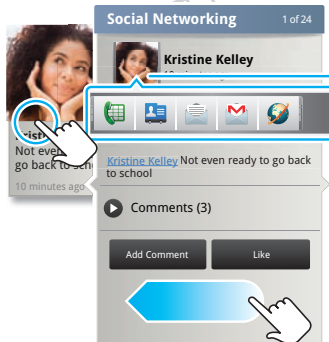 Social Networking
1 of 24
Kristine Kelley
Not even
go back to
10 minutes ago
Kristine Kelley Not even ready to go back
to school
Comments (3)
Add Comment
Like